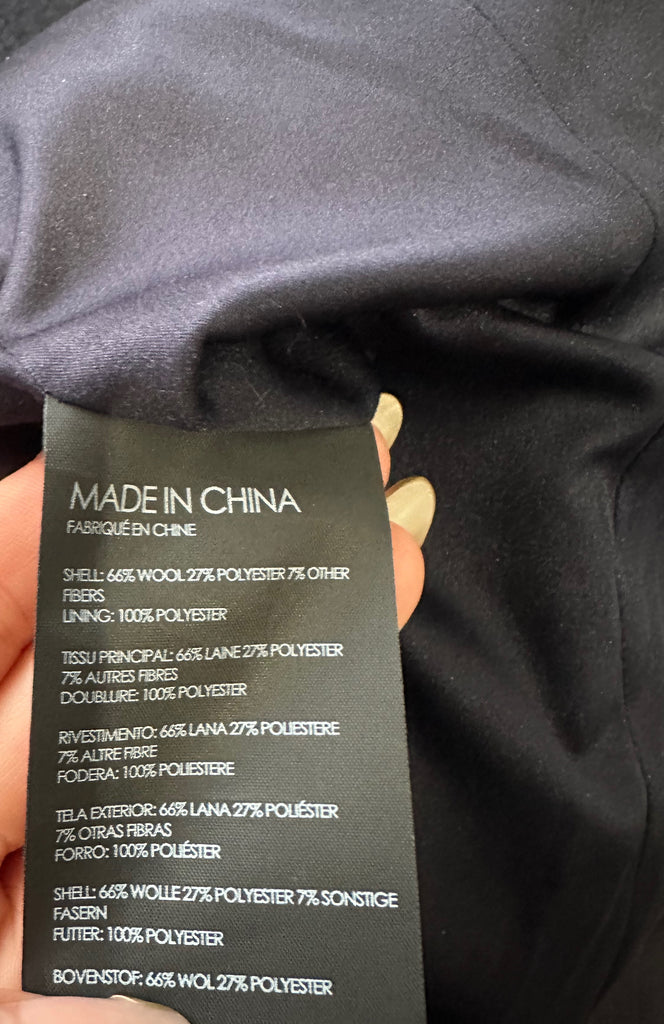 MADE IN CHINA
FABRIQUÉ EN CHINE
SHELL: 66% WOOL 27% POLYESTER 7% OTHER
FIBERS
LINING: 100% POLYESTER
TISSU PRINCIPAL: 66% LAINE 27% POLYESTER
7% AUTRES FIBRES
DOUBLURE: 100% POLYESTER
RIVESTIMENTO: 66% LANA 27% POLIESTERE
7% ALTRE FIBRE
FODERA: 100% POLIESTERE
TELA EXTERIOR: 66% LANA 27% POLIÉSTER
7% OTRAS FIBRAS
FORRO: 100% POLIÉSTER
SHELL: 66% WOLLE 27% POLYESTER 7% SONSTIGE
FASERN
FUTTER: 100% POLYESTER
BOVENSTOF: 66% WOL 27% POLYESTER